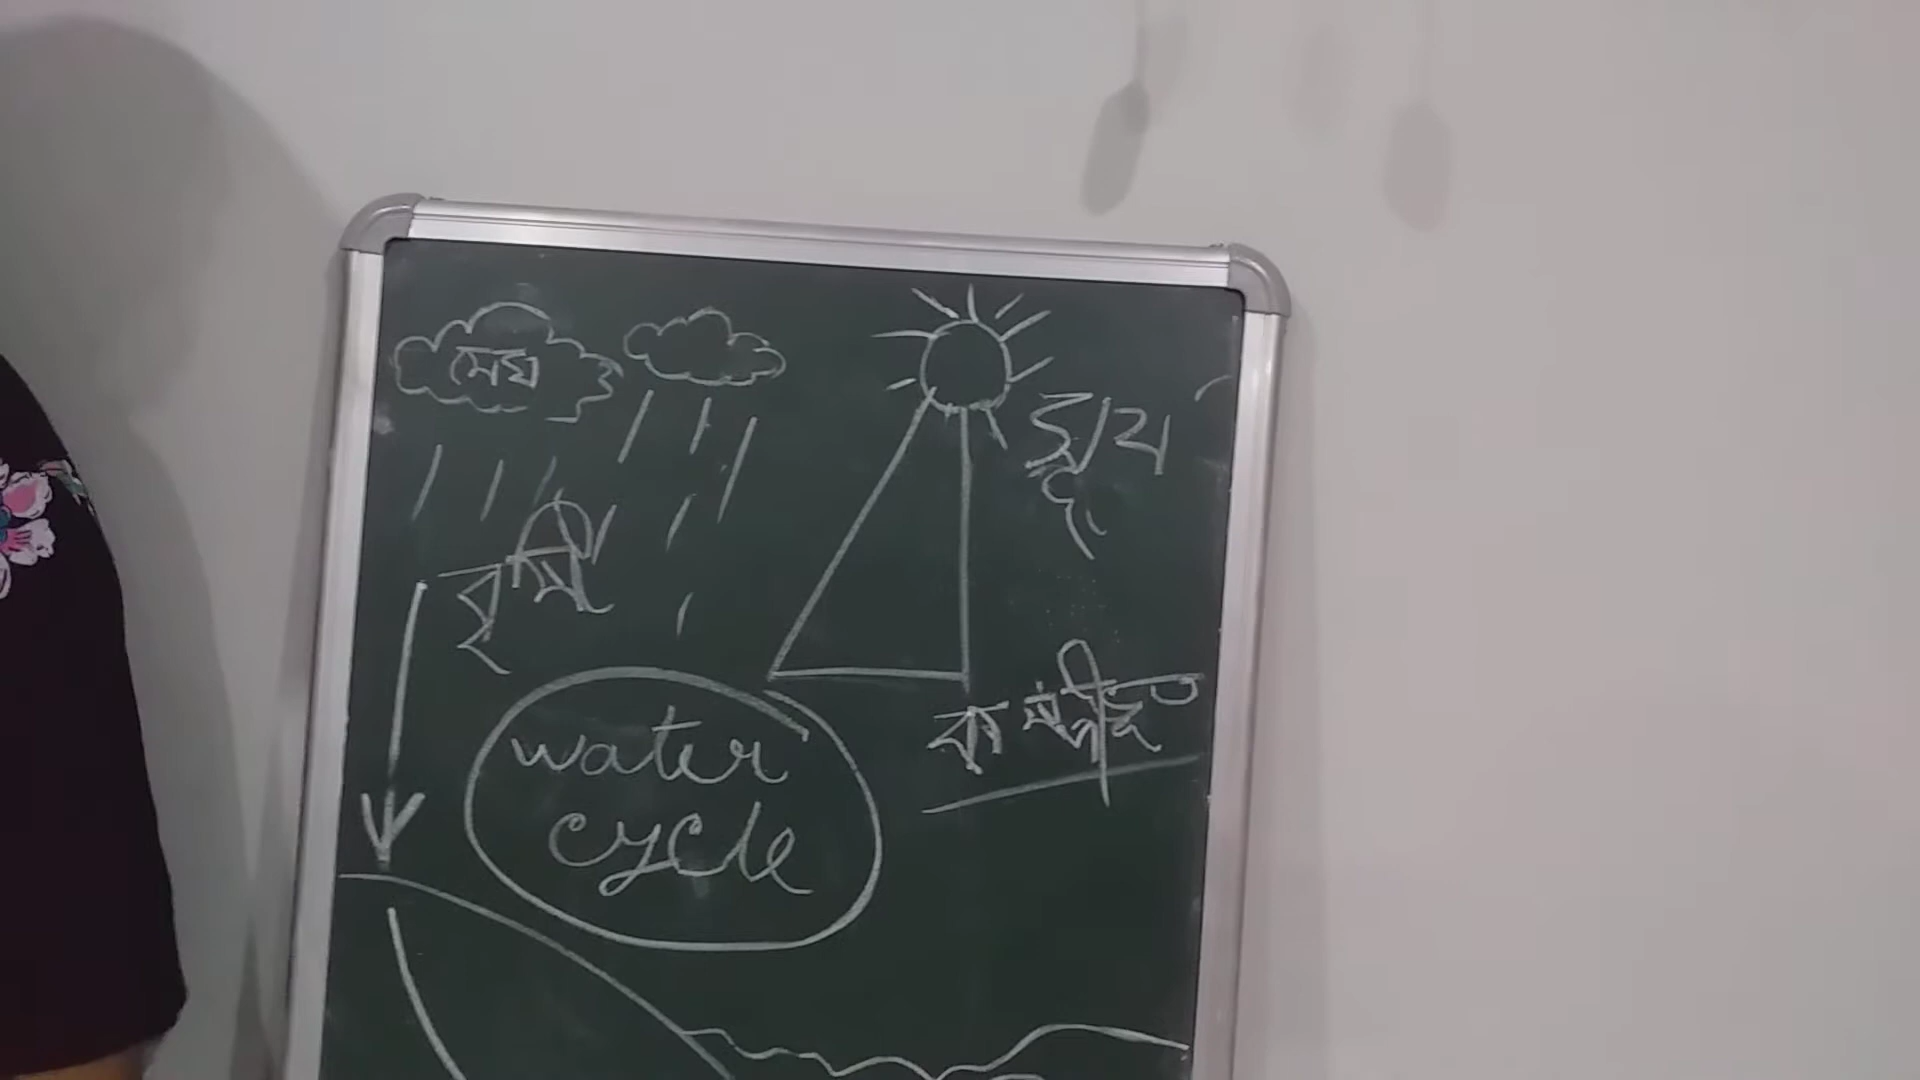 মেঘ
সূর্য
বৃষ্টি
water
cycle